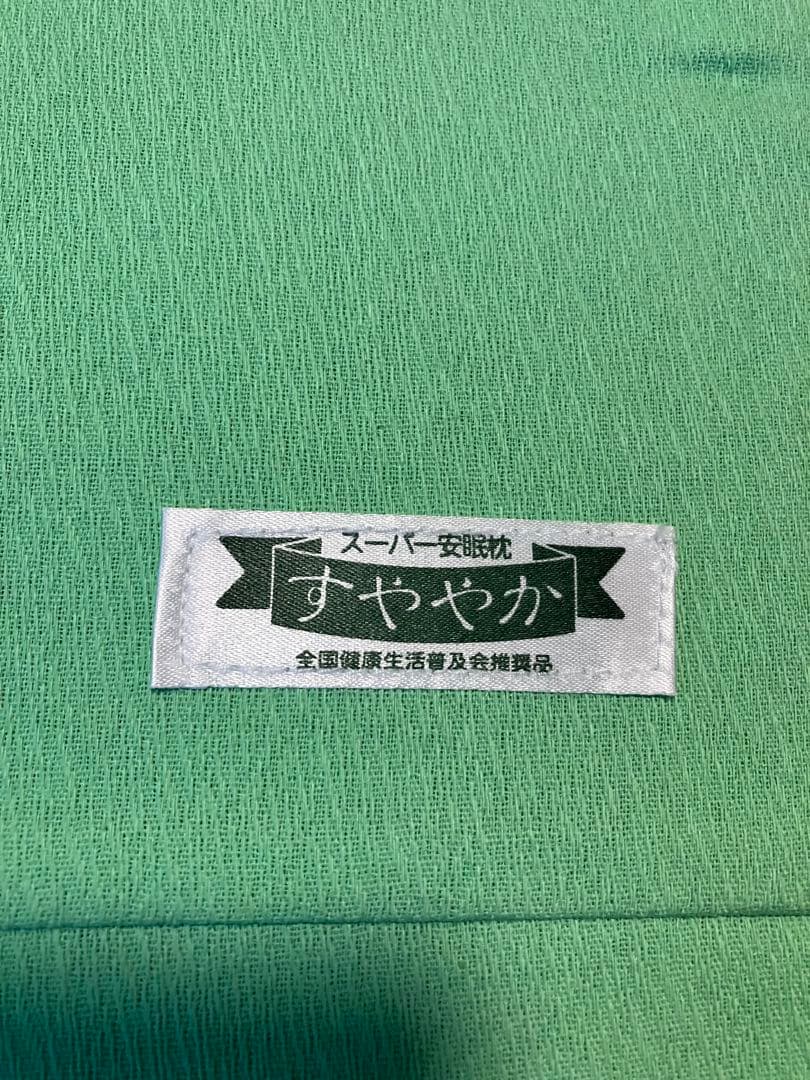 スーパー安眠枕
すややか
全国健康生活普及会推奨品